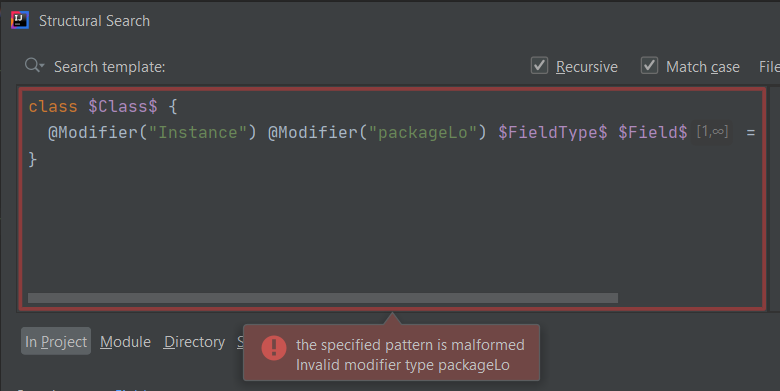 IJ
Structural Search
Search template:
Recursive
Match case
File
class $Class$ {
@Modifier("Instance") @Modifier("packageLo") $FieldType$ $Field$ [1,∞] =
}
In Project
Module
Directory
S
the specified pattern is malformed
Invalid modifier type packageLo